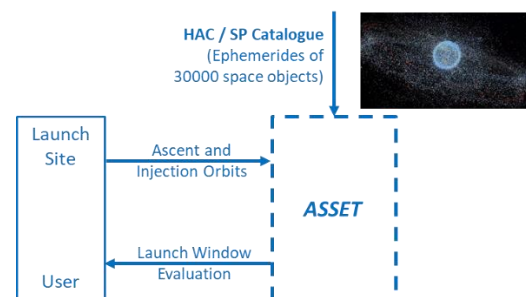 HAC / SP Catalogue
(Ephemerides of
30000 space objects)
Launch
Site
Ascent and
Injection Orbits
ASSET
Launch Window
Evaluation
User